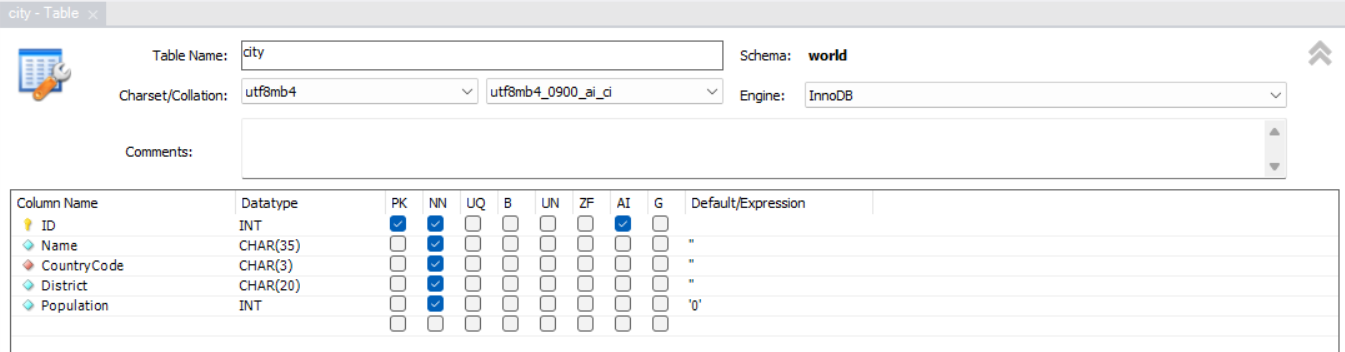 city - Table ×
Table Name: city Schema: world
Charset/Collation: utf8mb4 utf8mb4_0900_ai_ci Engine: InnoDB
Comments:
Column Name Datatype PK NN UQ B UN ZF AI G Default/Expression
ID INT
Name CHAR(35) ''
CountryCode CHAR(3) ''
District CHAR(20) ''
Population INT '0'